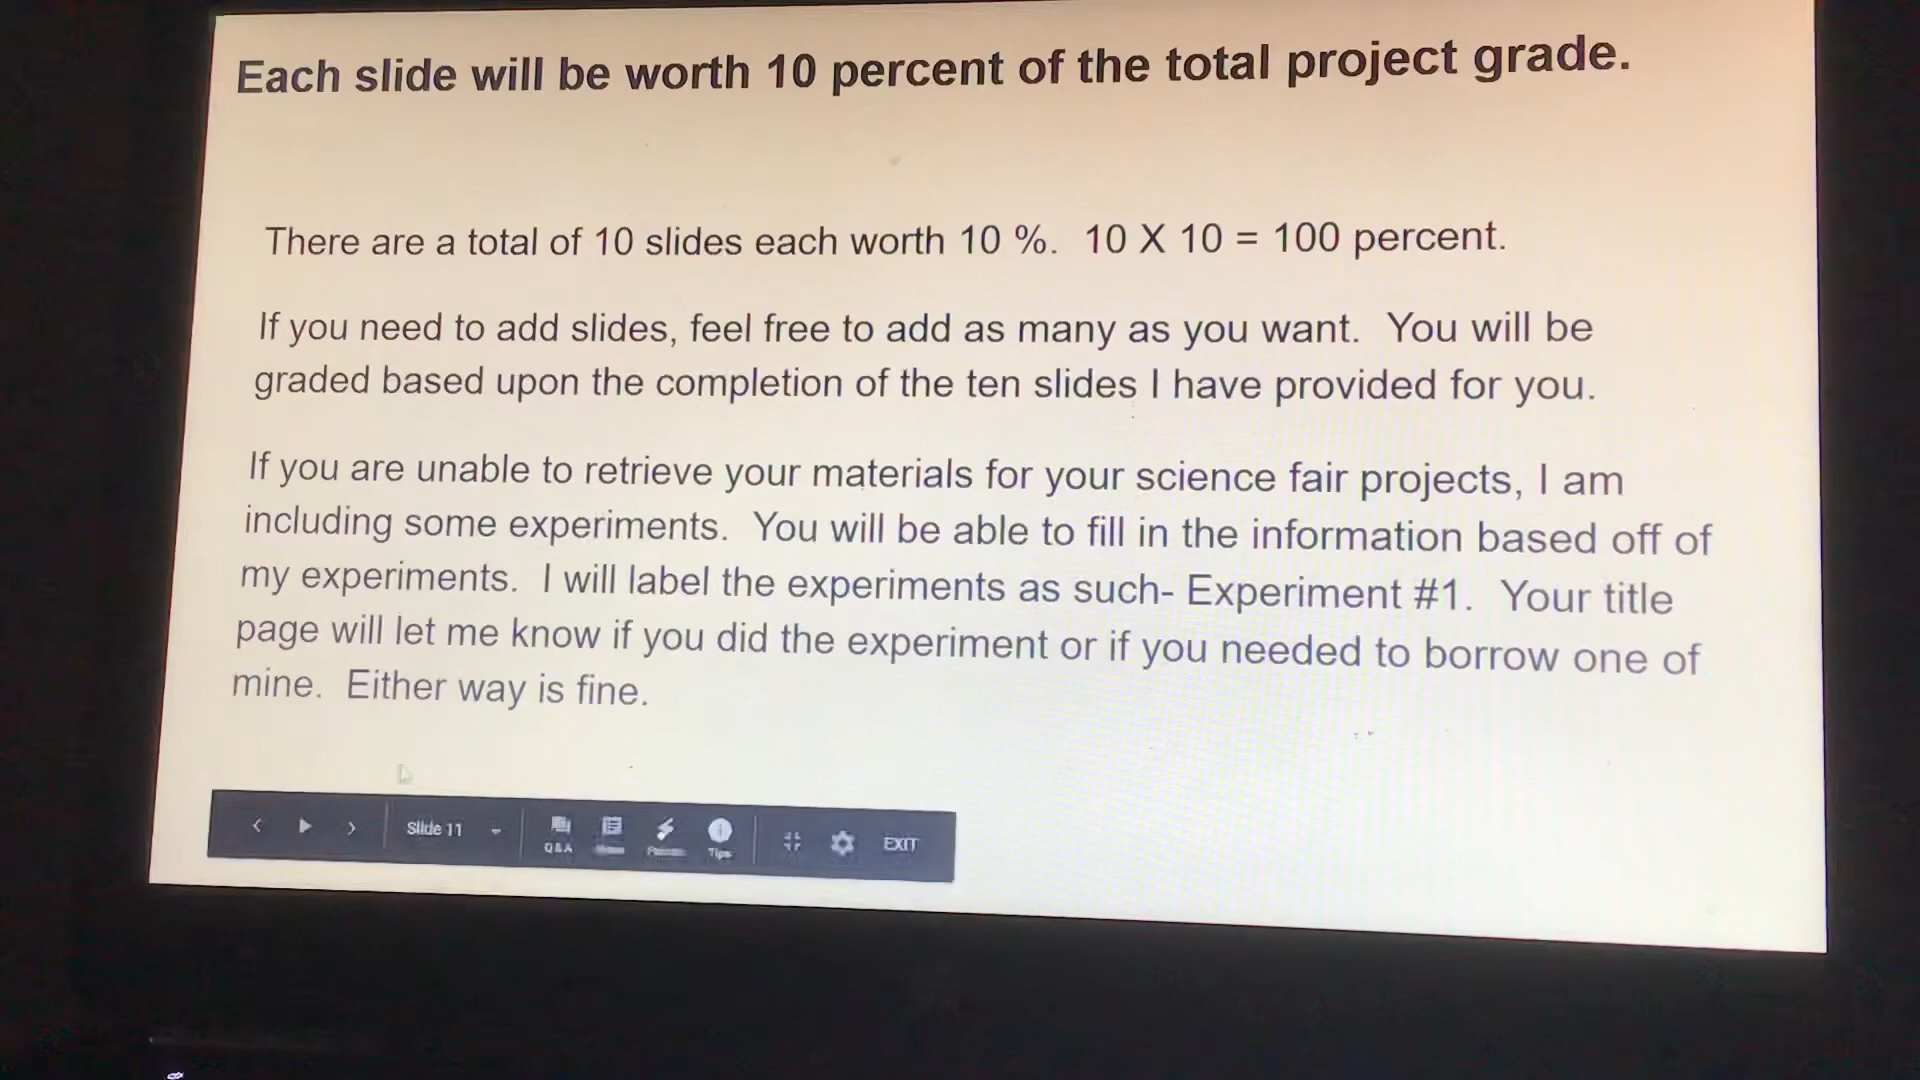 Each slide will be worth 10 percent of the total project grade.
There are a total of 10 slides each worth 10 %. 10 X 10 = 100 percent.
If you need to add slides, feel free to add as many as you want. You will be
graded based upon the completion of the ten slides I have provided for you.
If you are unable to retrieve your materials for your science fair projects, I am
including some experiments. You will be able to fill in the information based off of
my experiments. I will label the experiments as such- Experiment #1. Your title
page will let me know if you did the experiment or if you needed to borrow one of
mine. Either way is fine.
Slide 11
Q&A
Tips
EXIT